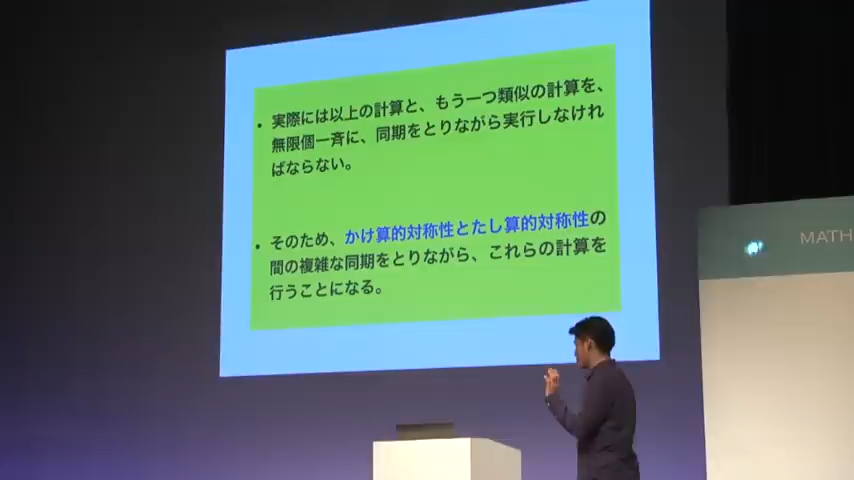 ・実際には以上の計算と、もう一つ類似の計算を、
無限個一斉に、同期をとりながら実行しなけれ
ばならない。
・そのため、かけ算的対称性とたし算的対称性の
間の複雑な同期をとりながら、これらの計算を
行うことになる。
MATH